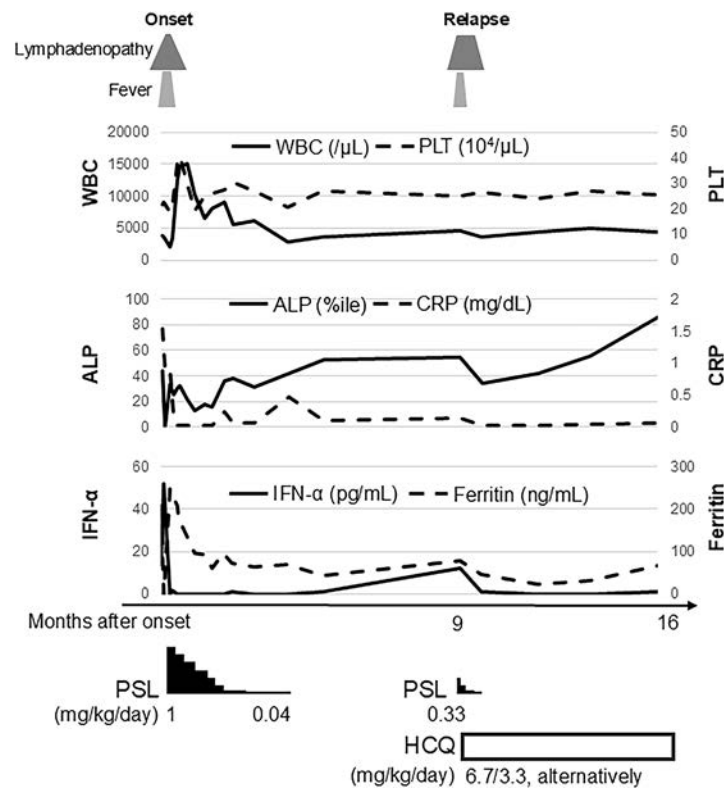 Onset Relapse
Lymphadenopathy
Fever
WBC (/µL) PLT (10⁴/µL)
WBC
20000
15000
10000
5000
0
50
40
30
20
10
0
PLT
ALP (%ile) CRP (mg/dL)
ALP
100
80
60
40
20
0
2
1.5
1
0.5
0
CRP
IFN-α (pg/mL) Ferritin (ng/mL)
IFN-α
60
40
20
0
300
200
100
0
Ferritin
Months after onset 9 16
PSL PSL
(mg/kg/day) 1 0.04 0.33
HCQ
(mg/kg/day) 6.7/3.3, alternatively